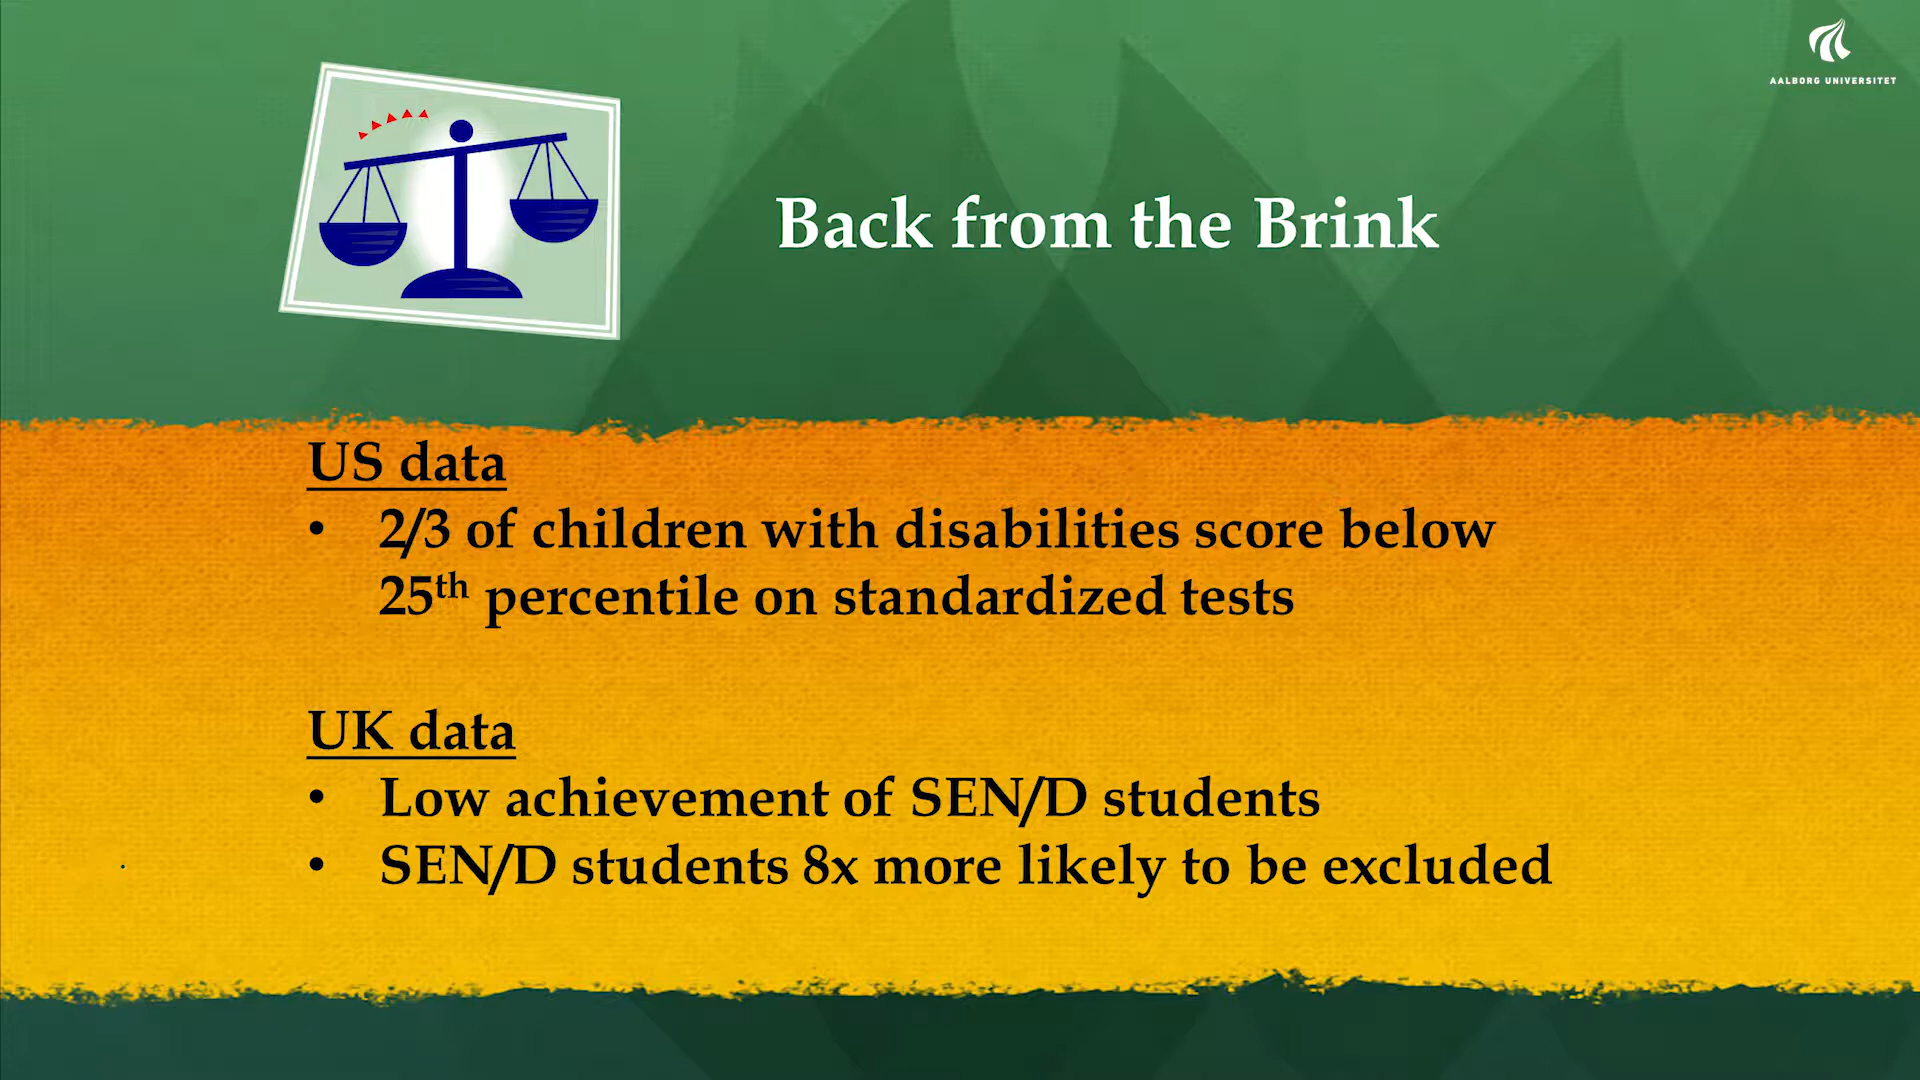 AALBORG UNIVERSITET
Back from the Brink
US data
• 2/3 of children with disabilities score below
25th percentile on standardized tests
UK data
• Low achievement of SEN/D students
• SEN/D students 8x more likely to be excluded